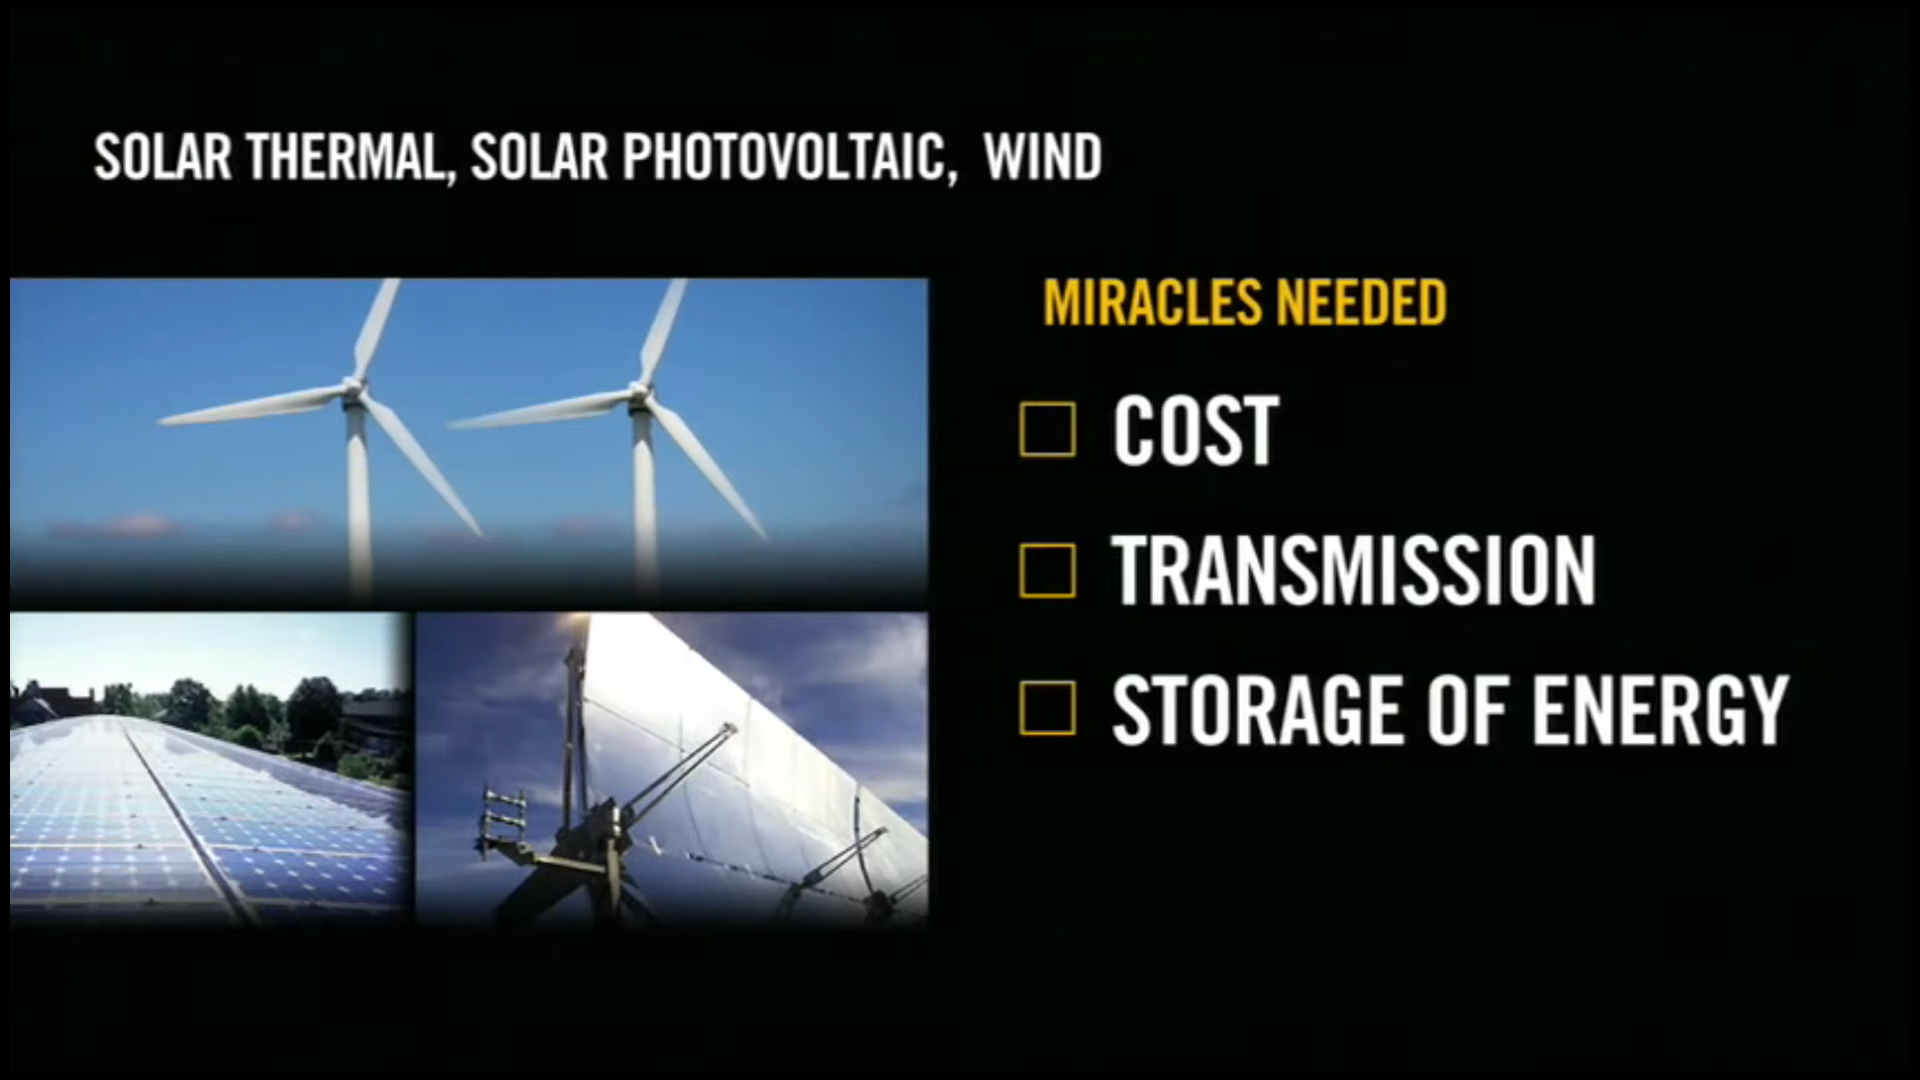 SOLAR THERMAL, SOLAR PHOTOVOLTAIC, WIND
MIRACLES NEEDED
COST
TRANSMISSION
STORAGE OF ENERGY